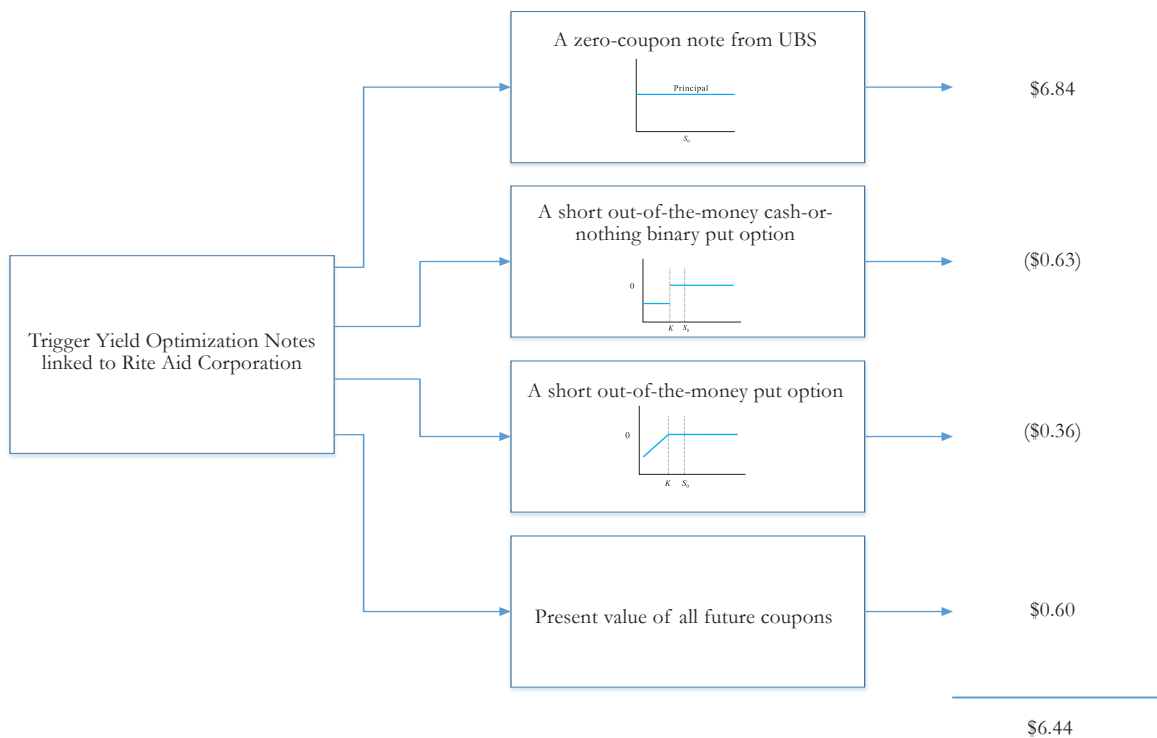 A zero-coupon note from UBS
Principal
S₀
$6.84
A short out-of-the-money cash-or-
nothing binary put option
0
K S₀
($0.63)
Trigger Yield Optimization Notes
linked to Rite Aid Corporation
A short out-of-the-money put option
0
K S₀
($0.36)
Present value of all future coupons
$0.60
$6.44